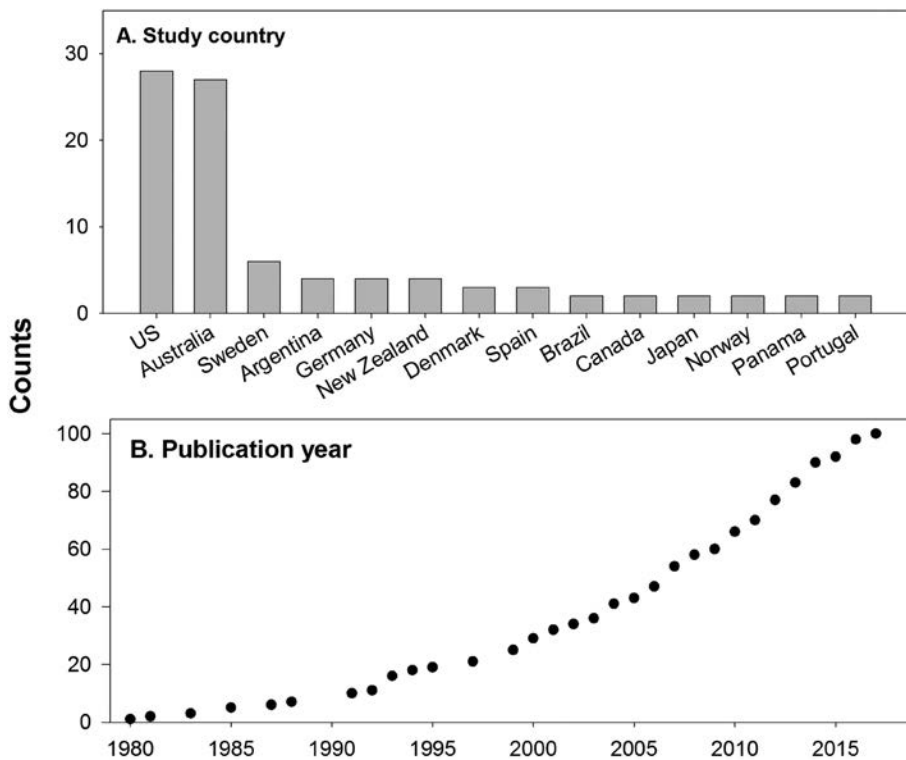 A. Study country
30
20
10
0
US
Australia
Sweden
Argentina
Germany
New Zealand
Denmark
Spain
Brazil
Canada
Japan
Norway
Panama
Portugal
Counts
B. Publication year
100
80
60
40
20
0
1980 1985 1990 1995 2000 2005 2010 2015